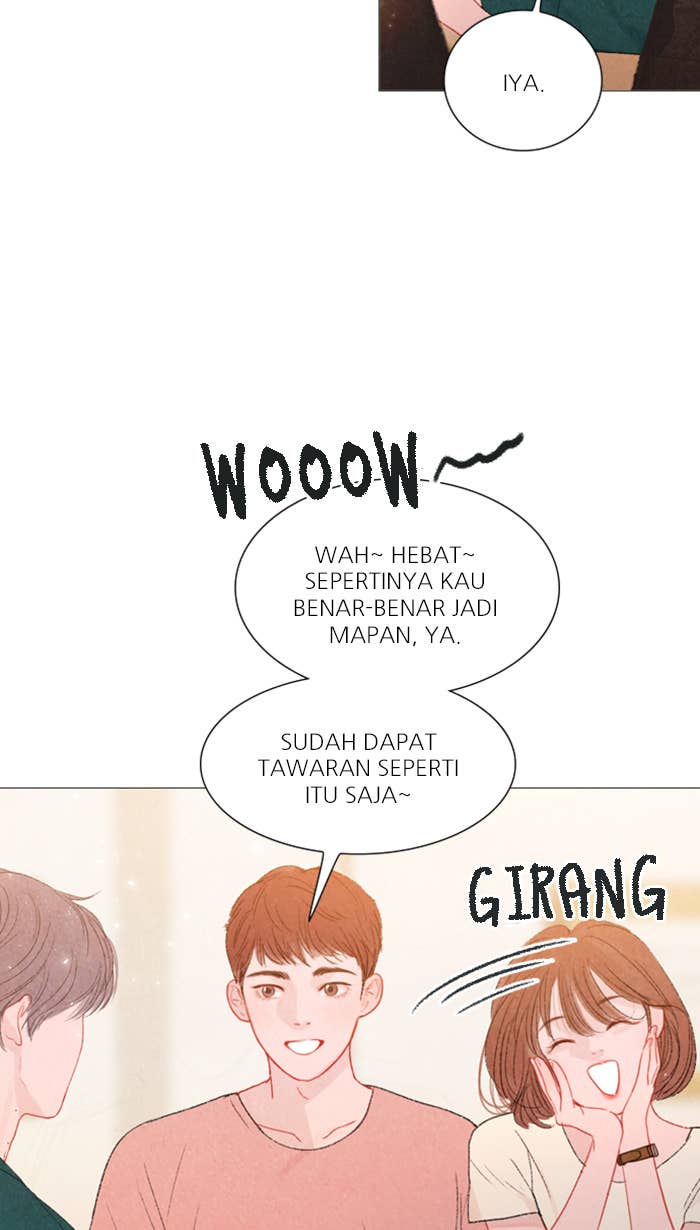 IYA.
WOOOW~
WAH~ HEBAT~
SEPERTINYA KAU
BENAR-BENAR JADI
MAPAN, YA.
SUDAH DAPAT
TAWARAN SEPERTI
ITU SAJA~
GIRANG